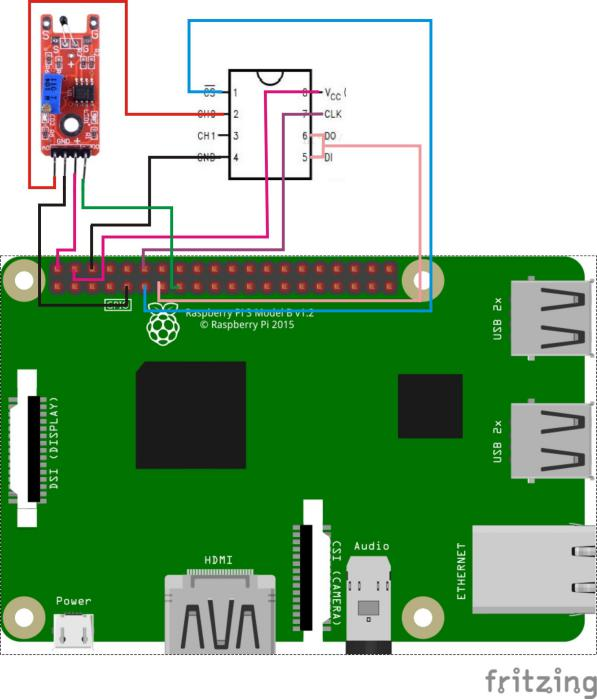 S
G
GND
+
CS
1
8
VCC (
CH0
2
7
CLK
CH1
3
6
DO
GND
4
5
DI
GPIO
Raspberry Pi 3 Model B v1.2
© Raspberry Pi 2015
USB 2x
DSI (DISPLAY)
USB 2x
HDMI
CSI (CAMERA)
Audio
ETHERNET
Power
fritzing